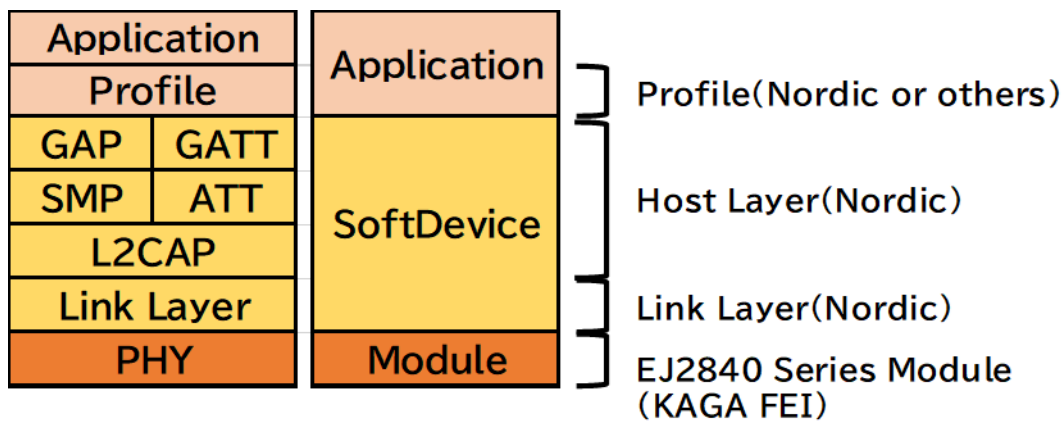 Application
Profile
GAP GATT
SMP ATT
L2CAP
Link Layer
PHY
Application
SoftDevice
Module
Profile(Nordic or others)
Host Layer(Nordic)
Link Layer(Nordic)
EJ2840 Series Module
(KAGA FEI)